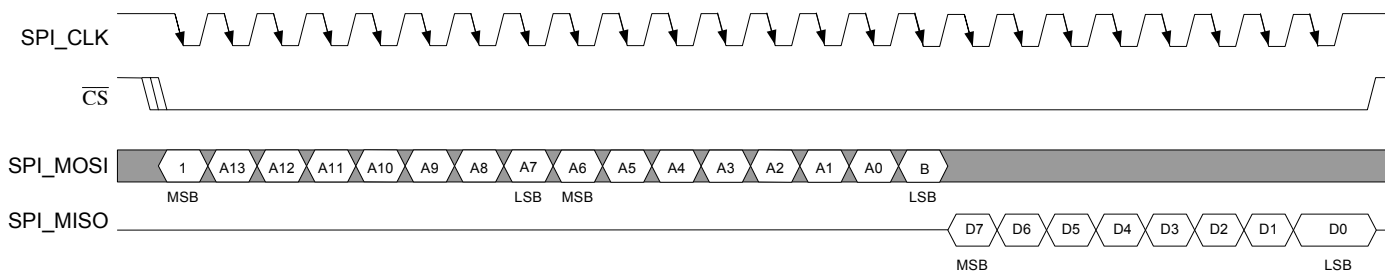 SPI_CLK
CS
SPI_MOSI 1 A13 A12 A11 A10 A9 A8 A7 A6 A5 A4 A3 A2 A1 A0 B
MSB LSB MSB LSB
SPI_MISO D7 D6 D5 D4 D3 D2 D1 D0
MSB LSB